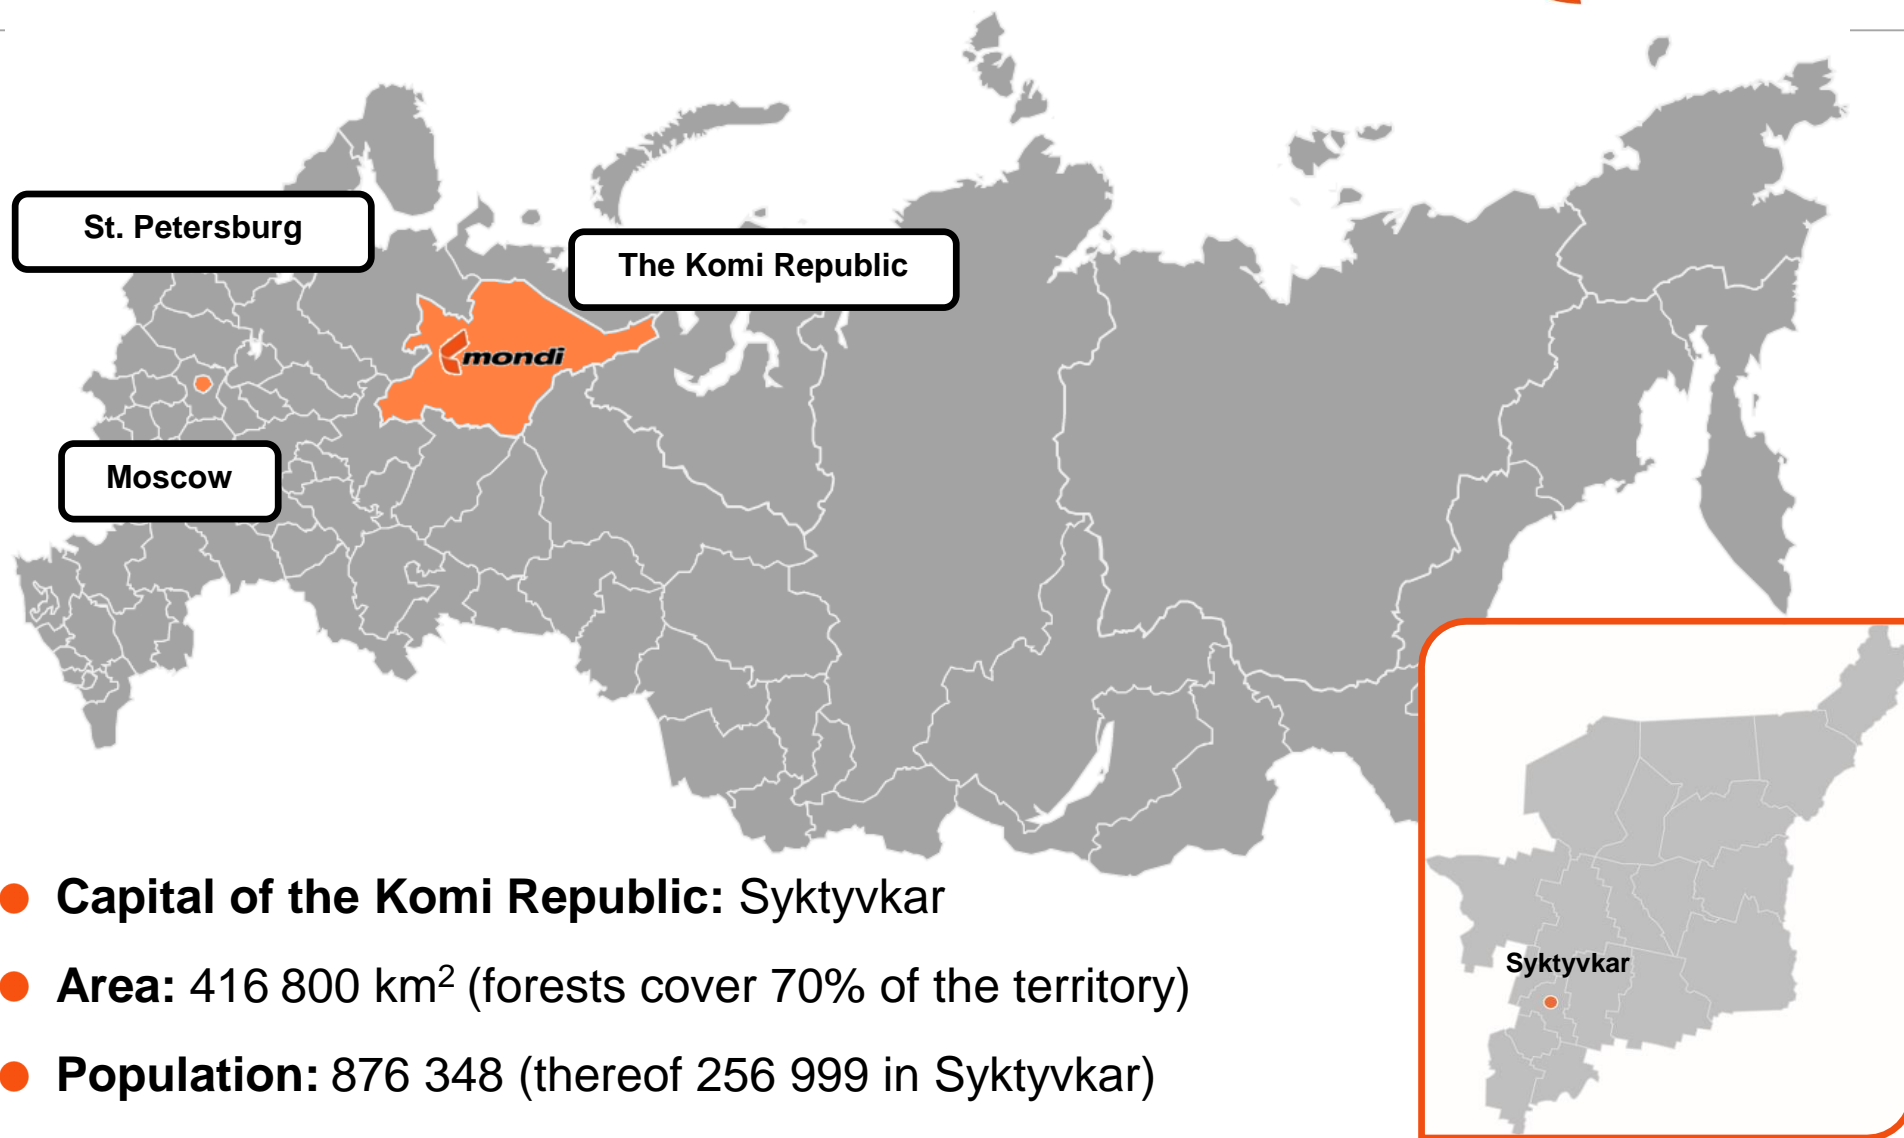 St. Petersburg
The Komi Republic
mondi
Moscow
Syktyvkar
Capital of the Komi Republic: Syktyvkar
Area: 416 800 km² (forests cover 70% of the territory)
Population: 876 348 (thereof 256 999 in Syktyvkar)